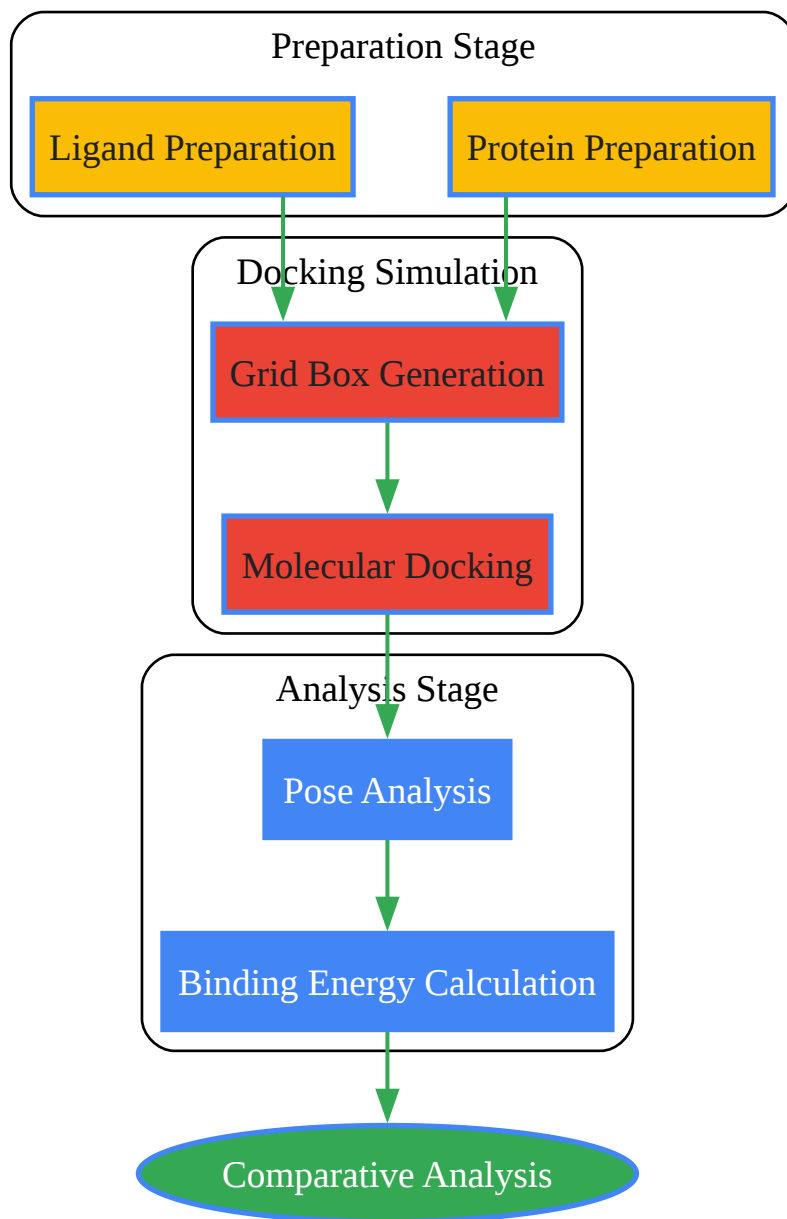 Preparation Stage
Ligand Preparation
Protein Preparation
Docking Simulation
Grid Box Generation
Molecular Docking
Analysis Stage
Pose Analysis
Binding Energy Calculation
Comparative Analysis